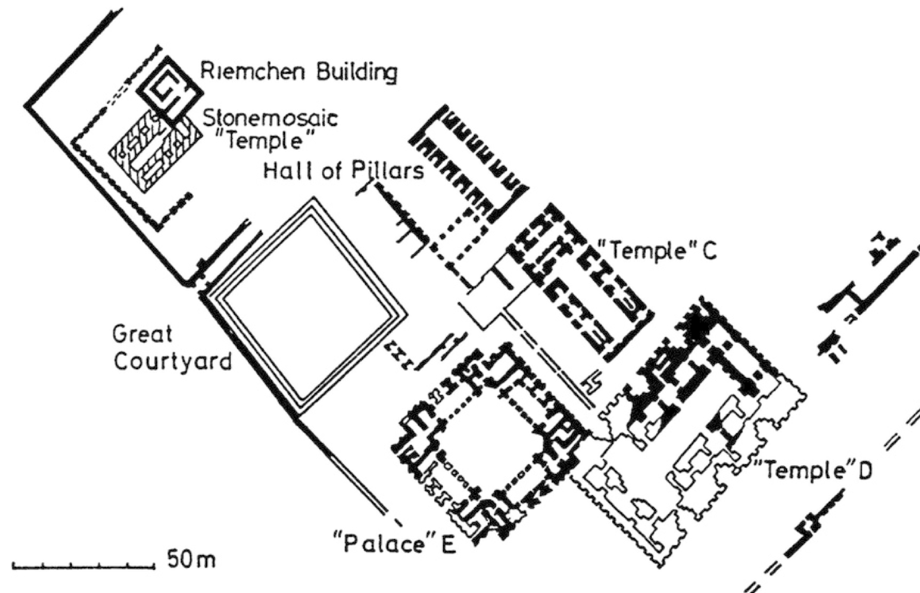 Riemchen Building
Stonemosaic
"Temple"
Hall of Pillars
"Temple" C
Great
Courtyard
"Temple" D
"Palace" E
50m